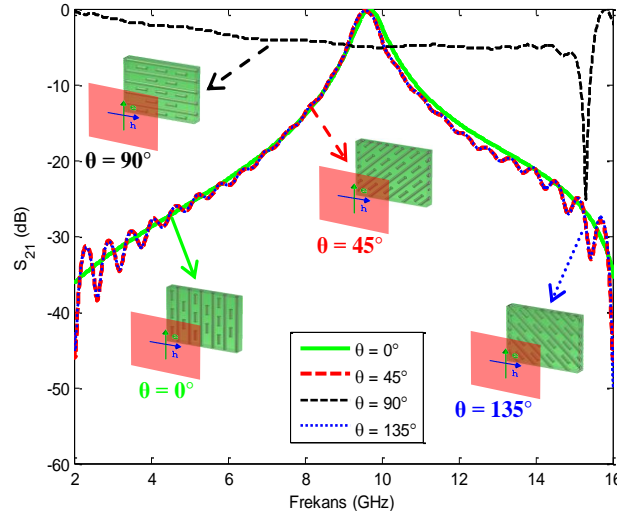 0
-10
-20
-30
-40
-50
-60
S21 (dB)
2
4
6
8
10
12
14
16
Frekans (GHz)
h
θ = 90°
h
θ = 45°
h
θ = 0°
h
θ = 135°
θ = 0°
θ = 45°
θ = 90°
θ = 135°